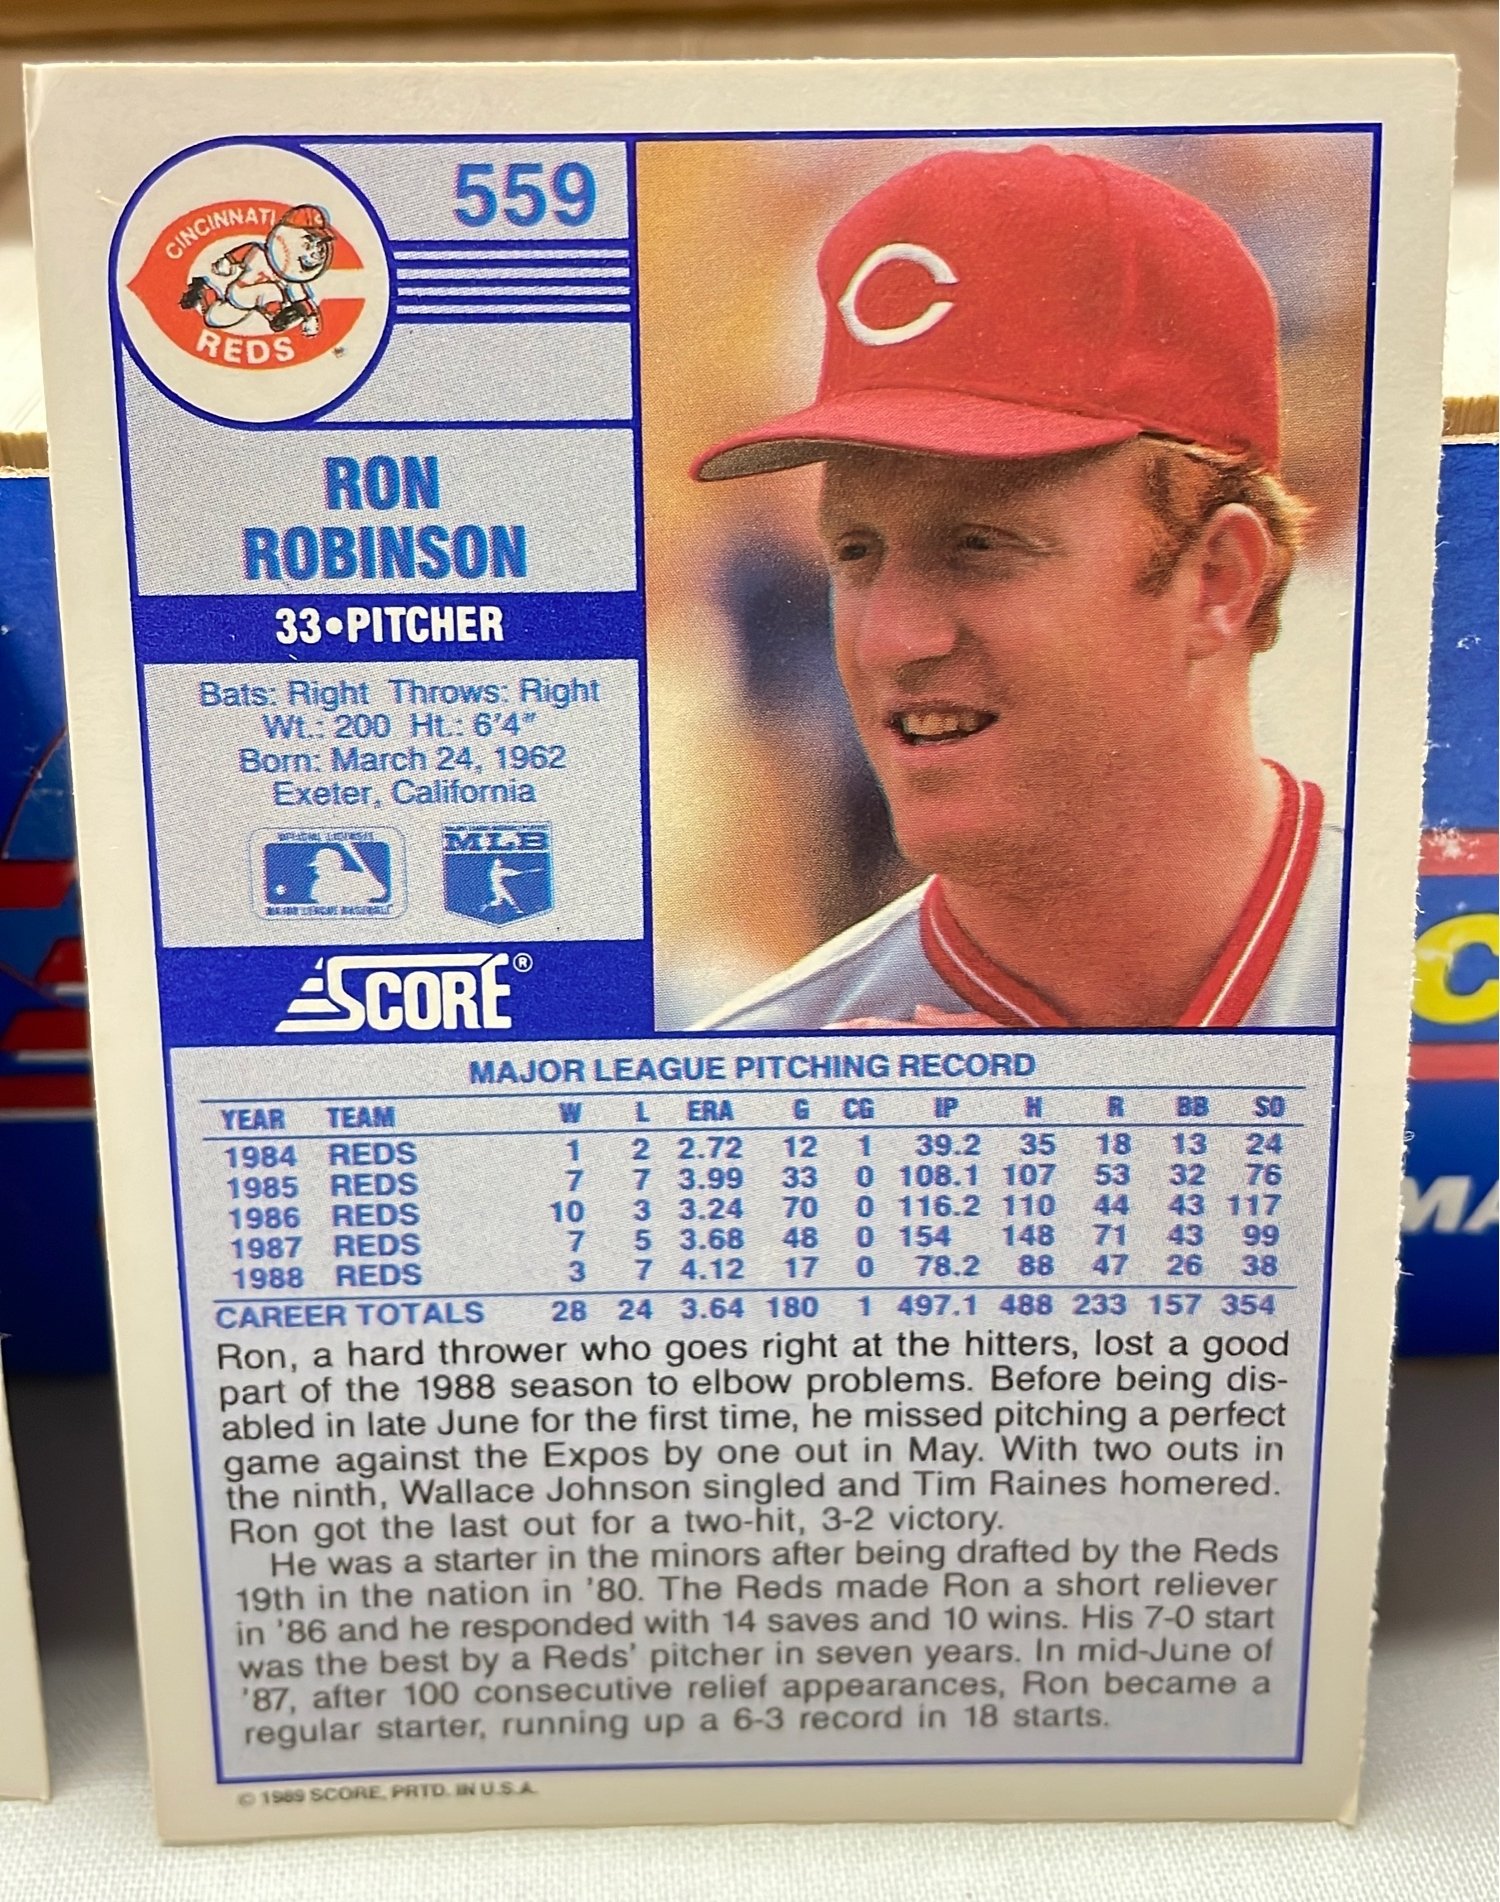 559
CINCINNATI
REDS
RON
ROBINSON
33•PITCHER
Bats: Right Throws: Right
Wt.: 200 Ht.: 6'4"
Born: March 24, 1962
Exeter, California
MAJOR LEAGUE BASEBALL
MLB
SCORE®
MAJOR LEAGUE PITCHING RECORD
YEAR TEAM W L ERA G CG IP H R BB SO
1984 REDS 1 2 2.72 12 1 39.2 35 18 13 24
1985 REDS 7 7 3.99 33 0 108.1 107 53 32 76
1986 REDS 10 3 3.24 70 0 116.2 110 44 43 117
1987 REDS 7 5 3.68 48 0 154 148 71 43 99
1988 REDS 3 7 4.12 17 0 78.2 88 47 26 38
CAREER TOTALS 28 24 3.64 180 1 497.1 488 233 157 354
Ron, a hard thrower who goes right at the hitters, lost a good
part of the 1988 season to elbow problems. Before being dis-
abled in late June for the first time, he missed pitching a perfect
game against the Expos by one out in May. With two outs in
the ninth, Wallace Johnson singled and Tim Raines homered.
Ron got the last out for a two-hit, 3-2 victory.
He was a starter in the minors after being drafted by the Reds
19th in the nation in '80. The Reds made Ron a short reliever
in '86 and he responded with 14 saves and 10 wins. His 7-0 start
was the best by a Reds' pitcher in seven years. In mid-June of
'87, after 100 consecutive relief appearances, Ron became a
regular starter, running up a 6-3 record in 18 starts.
© 1989 SCORE, PRTD. IN U.S.A.
C
MA